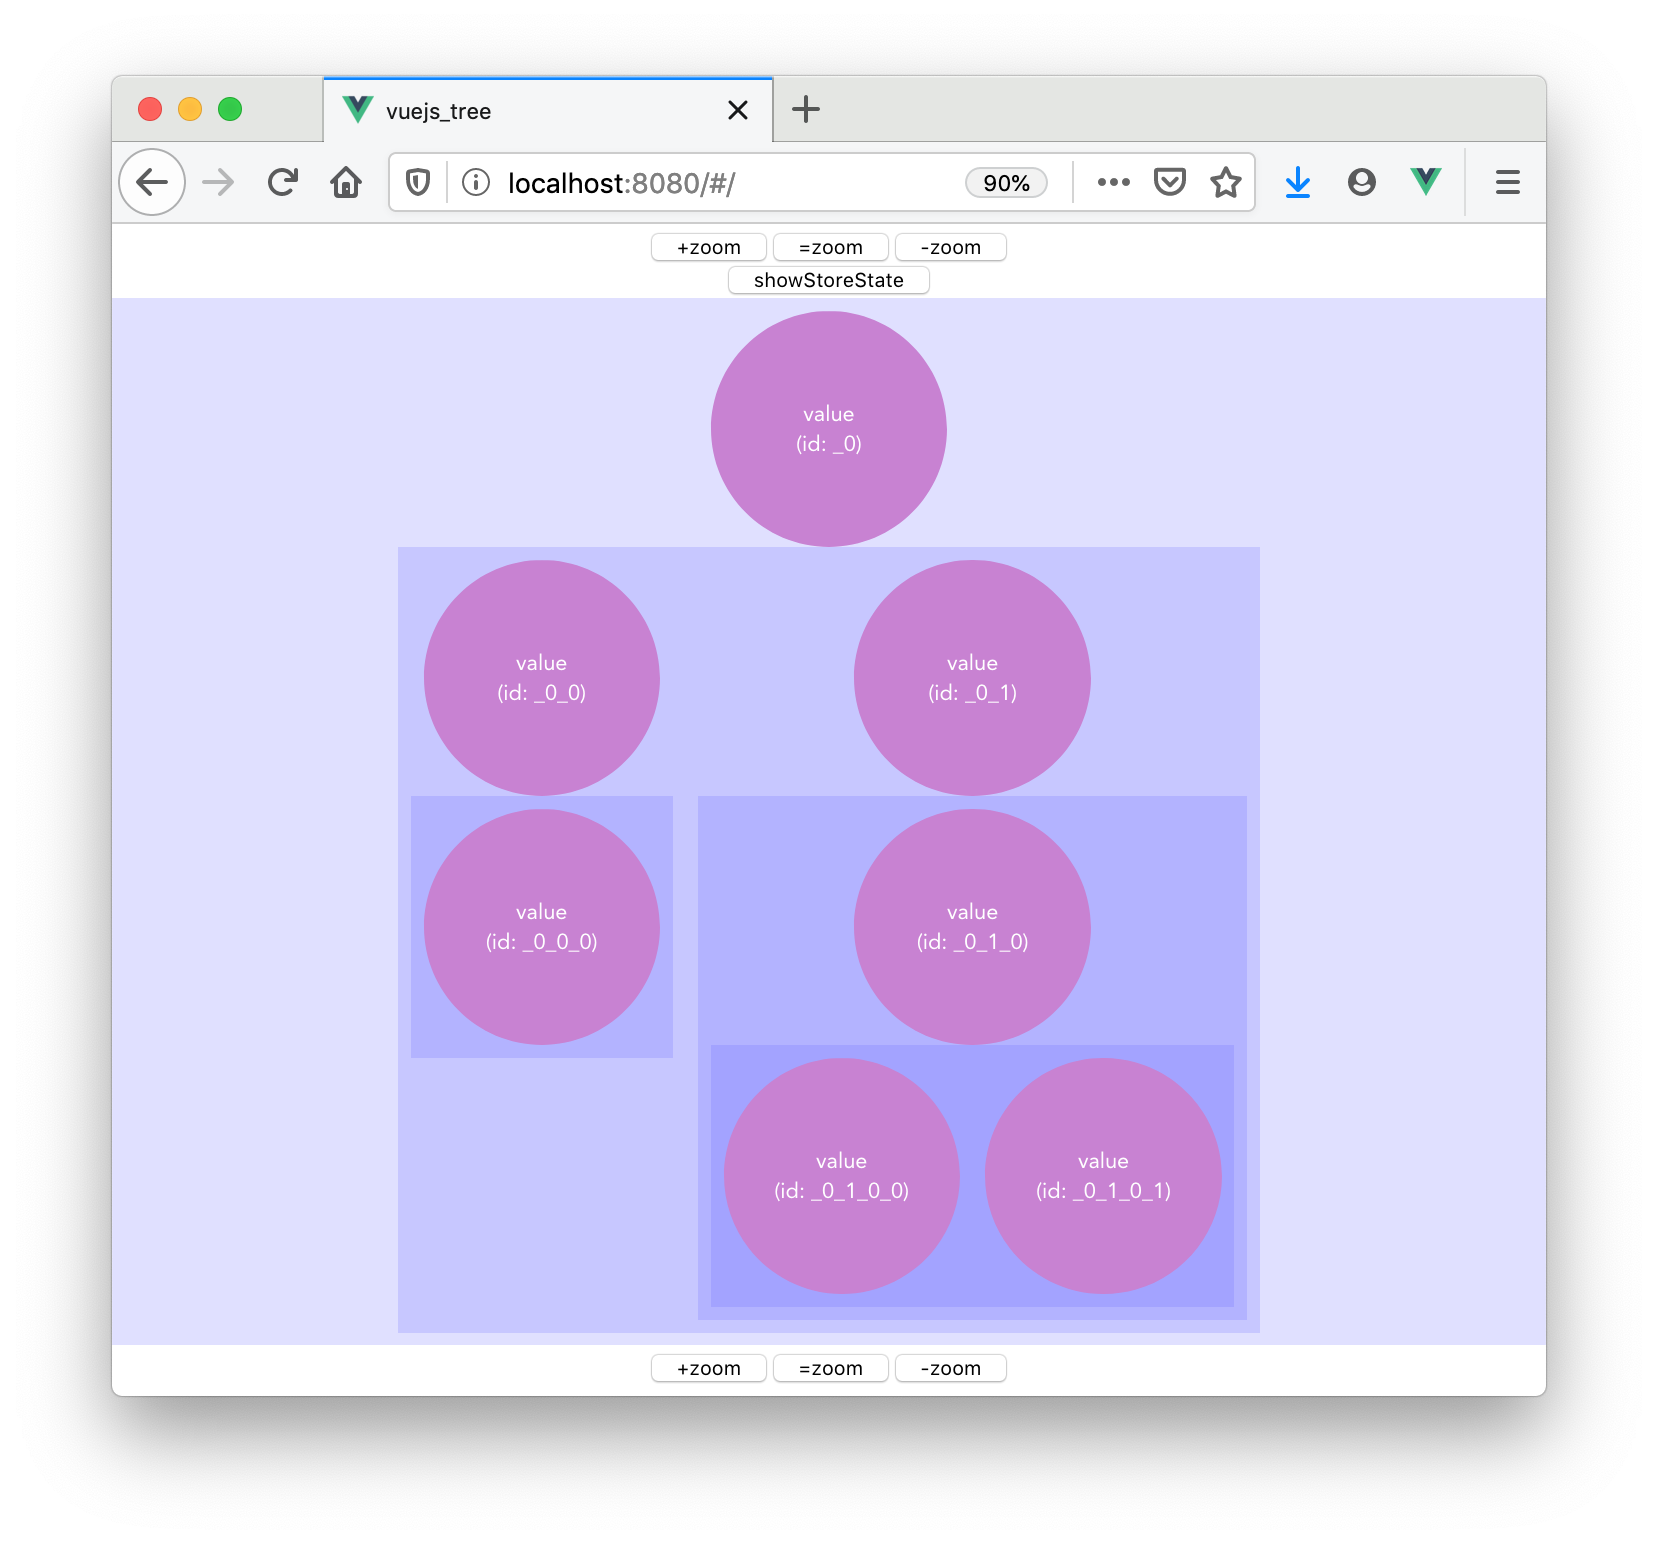 vuejs_tree
localhost:8080/#/
90%
+zoom =zoom -zoom
showStoreState
value
(id: _0)
value
(id: _0_0)
value
(id: _0_1)
value
(id: _0_0_0)
value
(id: _0_1_0)
value
(id: _0_1_0_0)
value
(id: _0_1_0_1)
+zoom =zoom -zoom